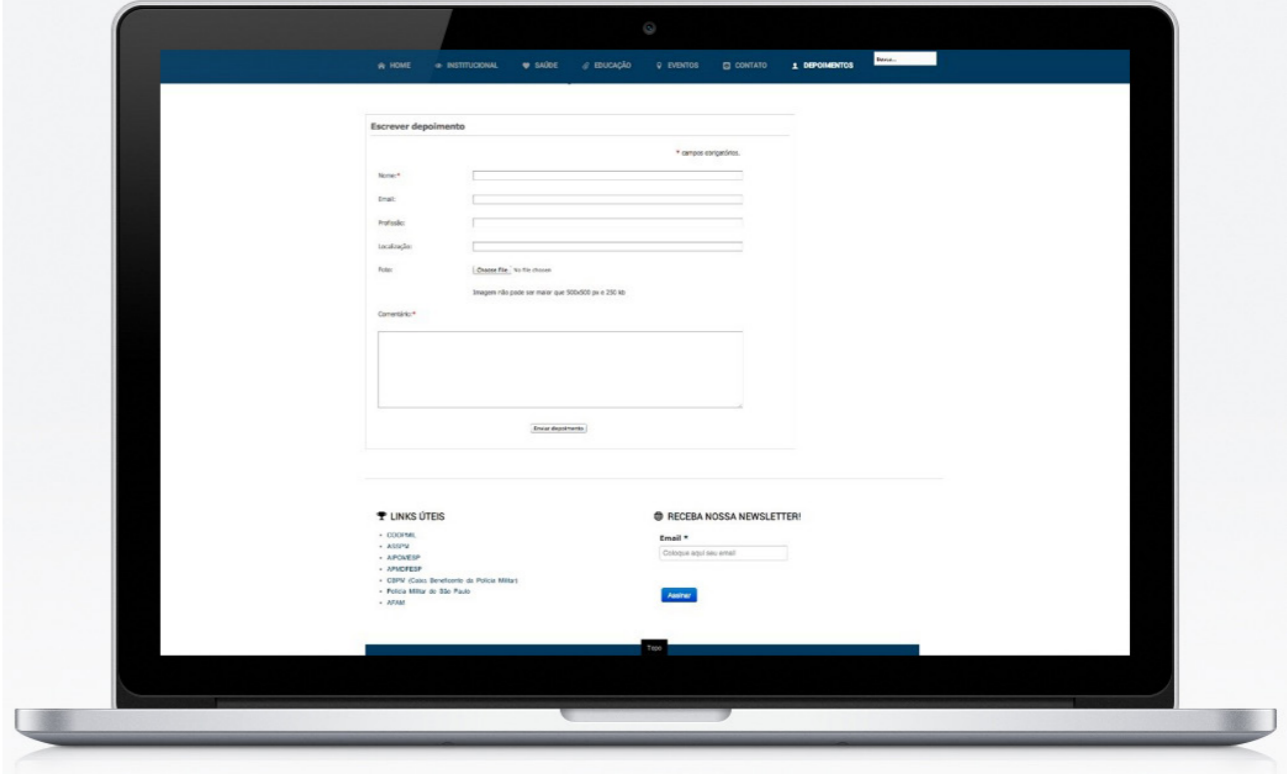 HOME INSTITUCIONAL SAÚDE EDUCAÇÃO EVENTOS CONTATO DEPOIMENTOS Busca...
Escrever depoimento
* campos obrigatórios.
Nome:*
Email:
Profissão:
Localização:
Foto: Choose File No file chosen
Imagem não pode ser maior que 500x500 px e 250 kb
Comentário:*
Enviar depoimento
LINKS ÚTEIS
COOPMIL
ASSPM
AIPOMESP
APMDFESP
CBPM (Caixa Beneficente da Polícia Militar)
Polícia Militar de São Paulo
AFAM
RECEBA NOSSA NEWSLETTER!
Email *
Coloque aqui seu email
Assinar
Topo